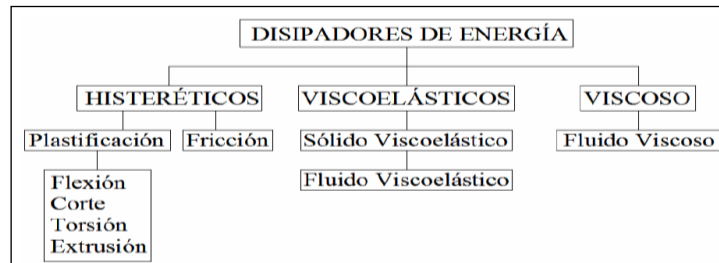 DISIPADORES DE ENERGÍA
HISTERÉTICOS
VISCOELÁSTICOS
VISCOSO
Plastificación
Fricción
Sólido Viscoelástico
Fluido Viscoso
Fluido Viscoelástico
Flexión
Corte
Torsión
Extrusión